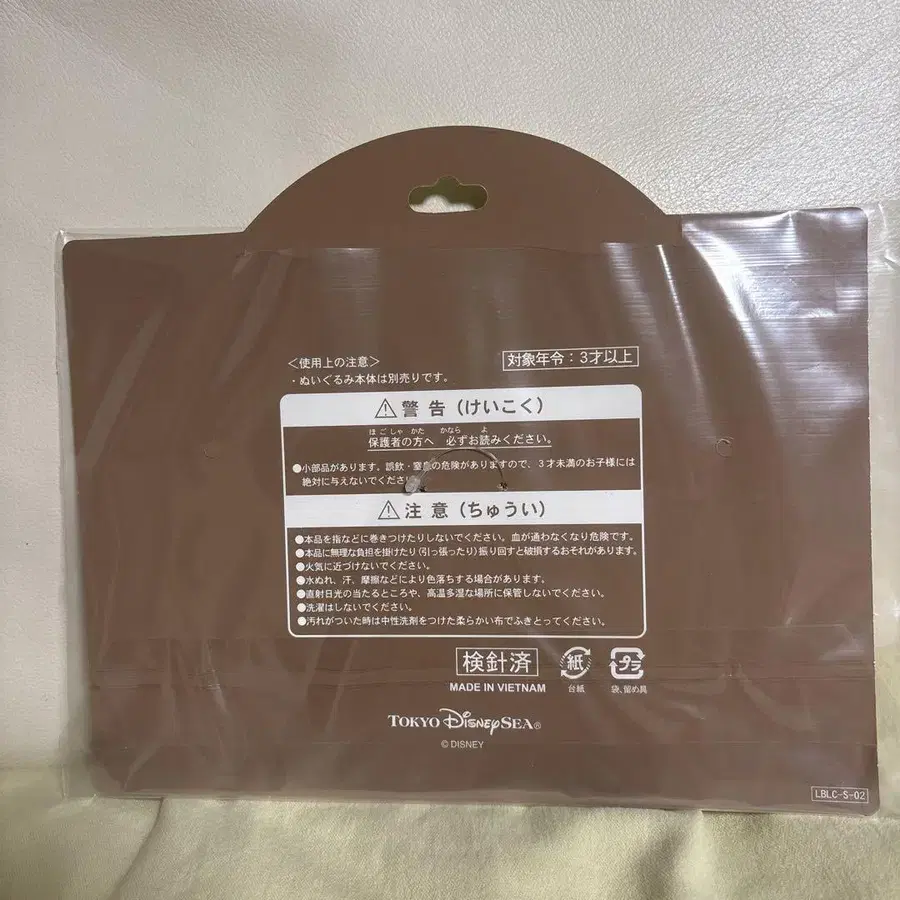 ＜使用上の注意＞
・ぬいぐるみ本体は別売りです。
対象年令：3才以上
⚠警告（けいこく）
ほごしゃ かた かなら よ
保護者の方へ 必ずお読みください。
●小部品があります。誤飲・窒息の危険がありますので、３才未満のお子様には
絶対に与えないでくださ
⚠注意（ちゅうい）
●本品を指などに巻きつけたりしないでください。血が通わなくなり危険です。
●本品に無理な負担を掛けたり（引っ張ったり）振り回すと破損するおそれがあります。
●火気に近づけないでください。
●水ぬれ、汗、摩擦などにより色落ちする場合があります。
●直射日光の当たるところや、高温多湿な場所に保管しないでください。
●洗濯はしないでください。
●汚れがついた時は中性洗剤をつけた柔らかい布でふきとってください。
検針済
MADE IN VIETNAM
紙
台紙
プラ
袋、留め具
TOKYO DISNEYSEA®
© DISNEY
LBLC-S-02